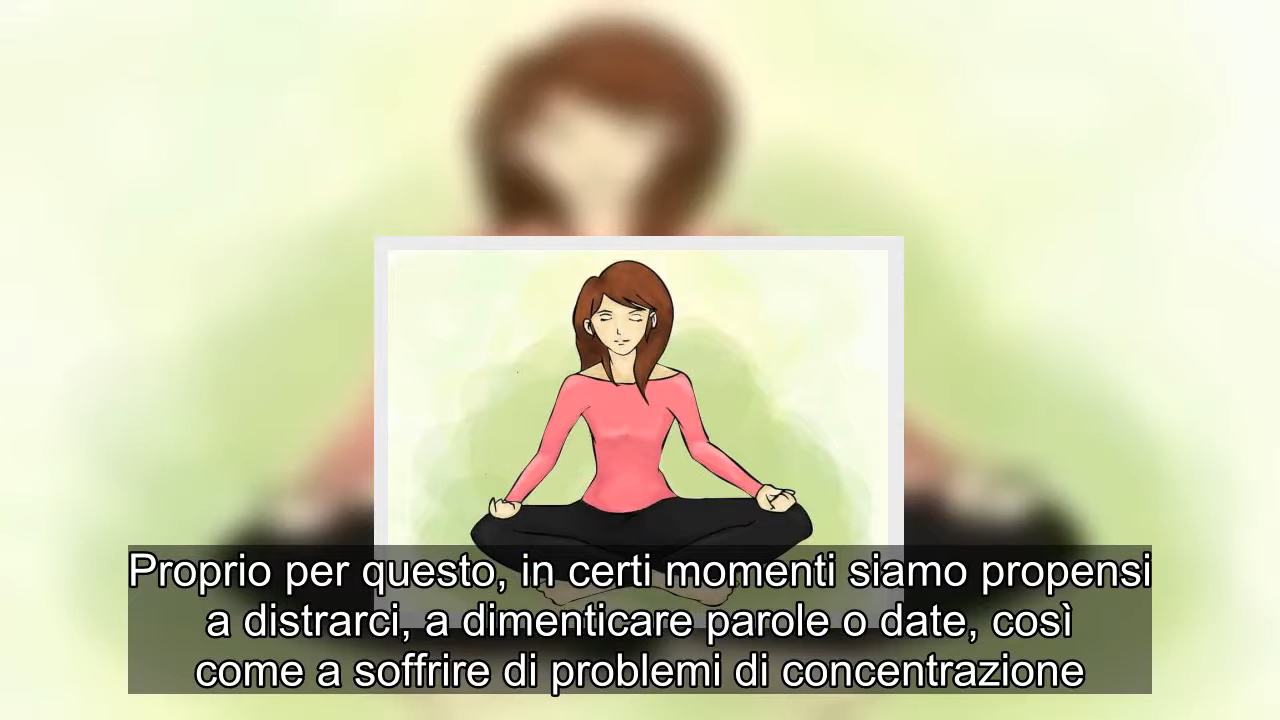 Proprio per questo, in certi momenti siamo propensi
a distrarci, a dimenticare parole o date, così
come a soffrire di problemi di concentrazione